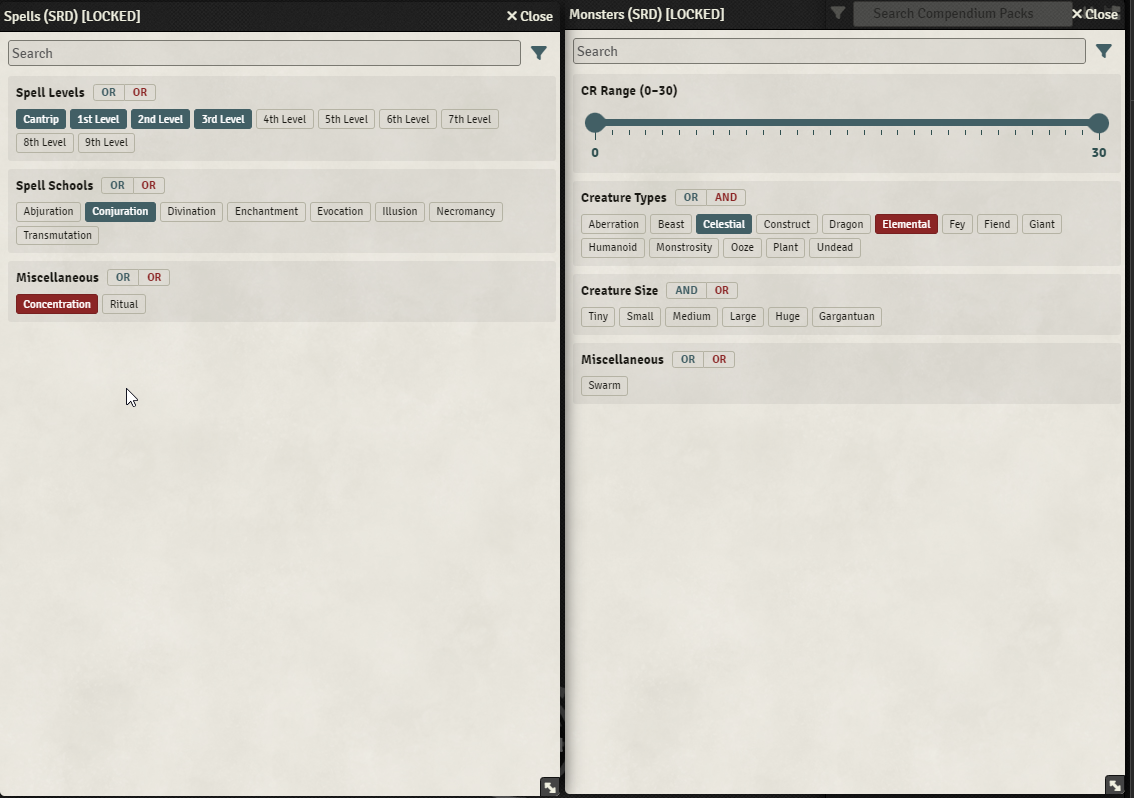 Spells (SRD) [LOCKED]
Close
Search
Spell Levels OR OR
Cantrip 1st Level 2nd Level 3rd Level 4th Level 5th Level 6th Level 7th Level
8th Level 9th Level
Spell Schools OR OR
Abjuration Conjuration Divination Enchantment Evocation Illusion Necromancy
Transmutation
Miscellaneous OR OR
Concentration Ritual
Monsters (SRD) [LOCKED]
Search Compendium Packs
Close
Search
CR Range (0–30)
0 30
Creature Types OR AND
Aberration Beast Celestial Construct Dragon Elemental Fey Fiend Giant
Humanoid Monstrosity Ooze Plant Undead
Creature Size AND OR
Tiny Small Medium Large Huge Gargantuan
Miscellaneous OR OR
Swarm